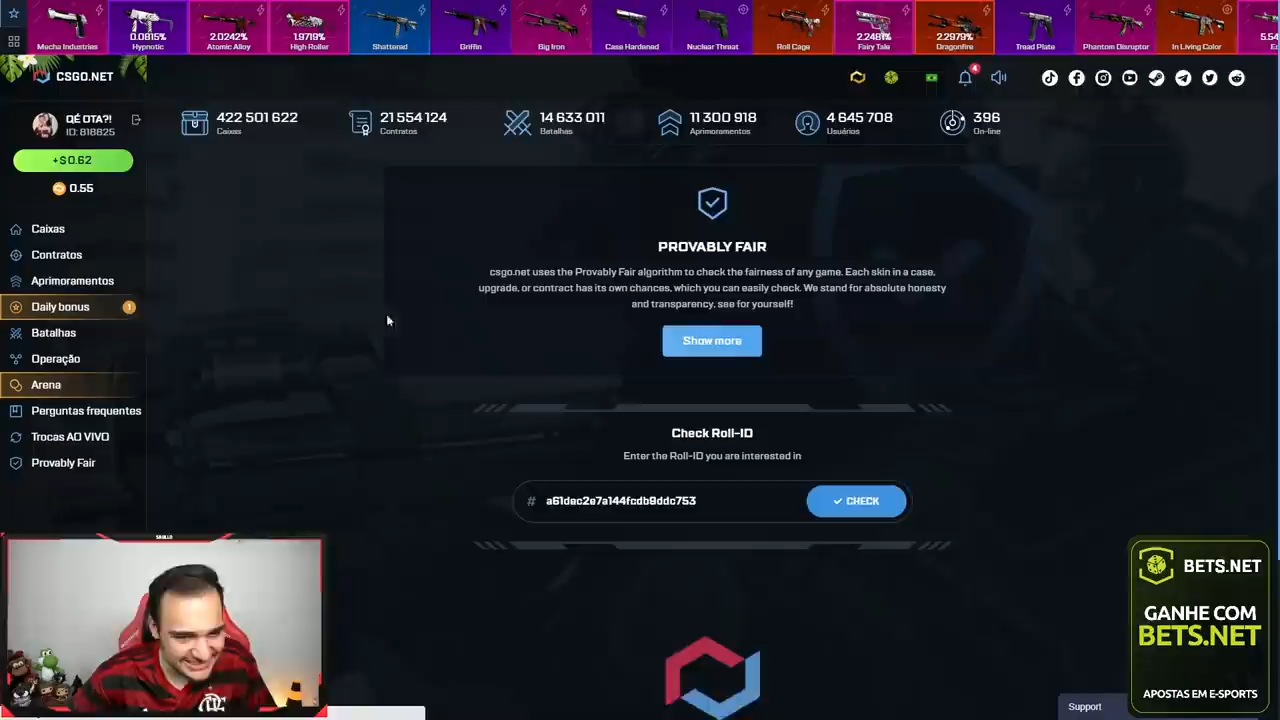 Mecha Industries
0.0815%
Hypnotic
2.0242%
Atomic Alloy
1.9719%
High Roller
Shattered
Griffin
Big Iron
Case Hardened
Nuclear Threat
Roll Cage
2.2481%
Fairy Tale
2.2979%
Dragonfire
Tread Plate
Phantom Disruptor
In Living Color
5.54
CSGO.NET
4
QÉ OTA?!
ID: 818825
+$0.62
0.55
422 501 622
Caixas
21 554 124
Contratos
14 633 011
Batalhas
11 300 918
Aprimoramentos
4 645 708
Usuários
396
On-line
Caixas
Contratos
Aprimoramentos
Daily bonus
1
Batalhas
Operação
Arena
Perguntas frequentes
Trocas AO VIVO
Provably Fair
PROVABLY FAIR
csgo.net uses the Provably Fair algorithm to check the fairness of any game. Each skin in a case,
upgrade, or contract has its own chances, which you can easily check. We stand for absolute honesty
and transparency, see for yourself!
Show more
Check Roll-ID
Enter the Roll-ID you are interested in
# a61dec2e7a144fcdb9ddc753
CHECK
BETS.NET
GANHE COM
BETS.NET
APOSTAS EM E-SPORTS
Support